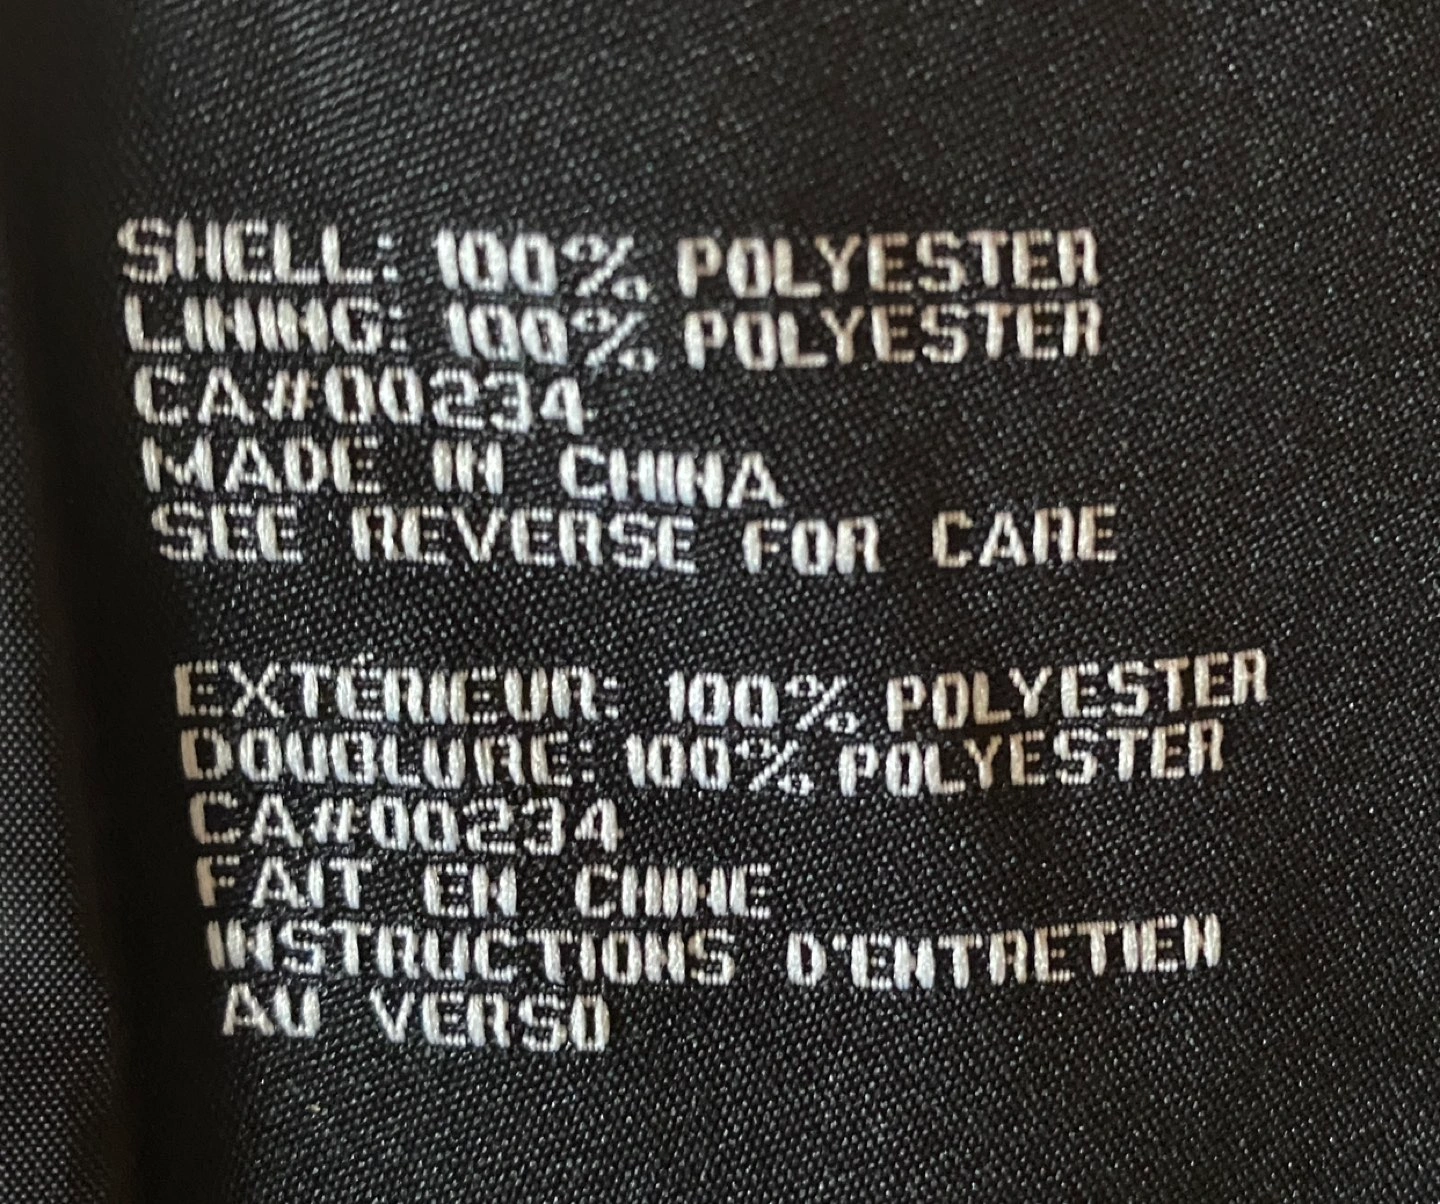 SHELL: 100% POLYESTER
LINING: 100% POLYESTER
CA#00234
MADE IN CHINA
SEE REVERSE FOR CARE
EXTÉRIEUR: 100% POLYESTER
DOUBLURE: 100% POLYESTER
CA#00234
FAIT EN CHINE
INSTRUCTIONS D'ENTRETIEN
AU VERSO